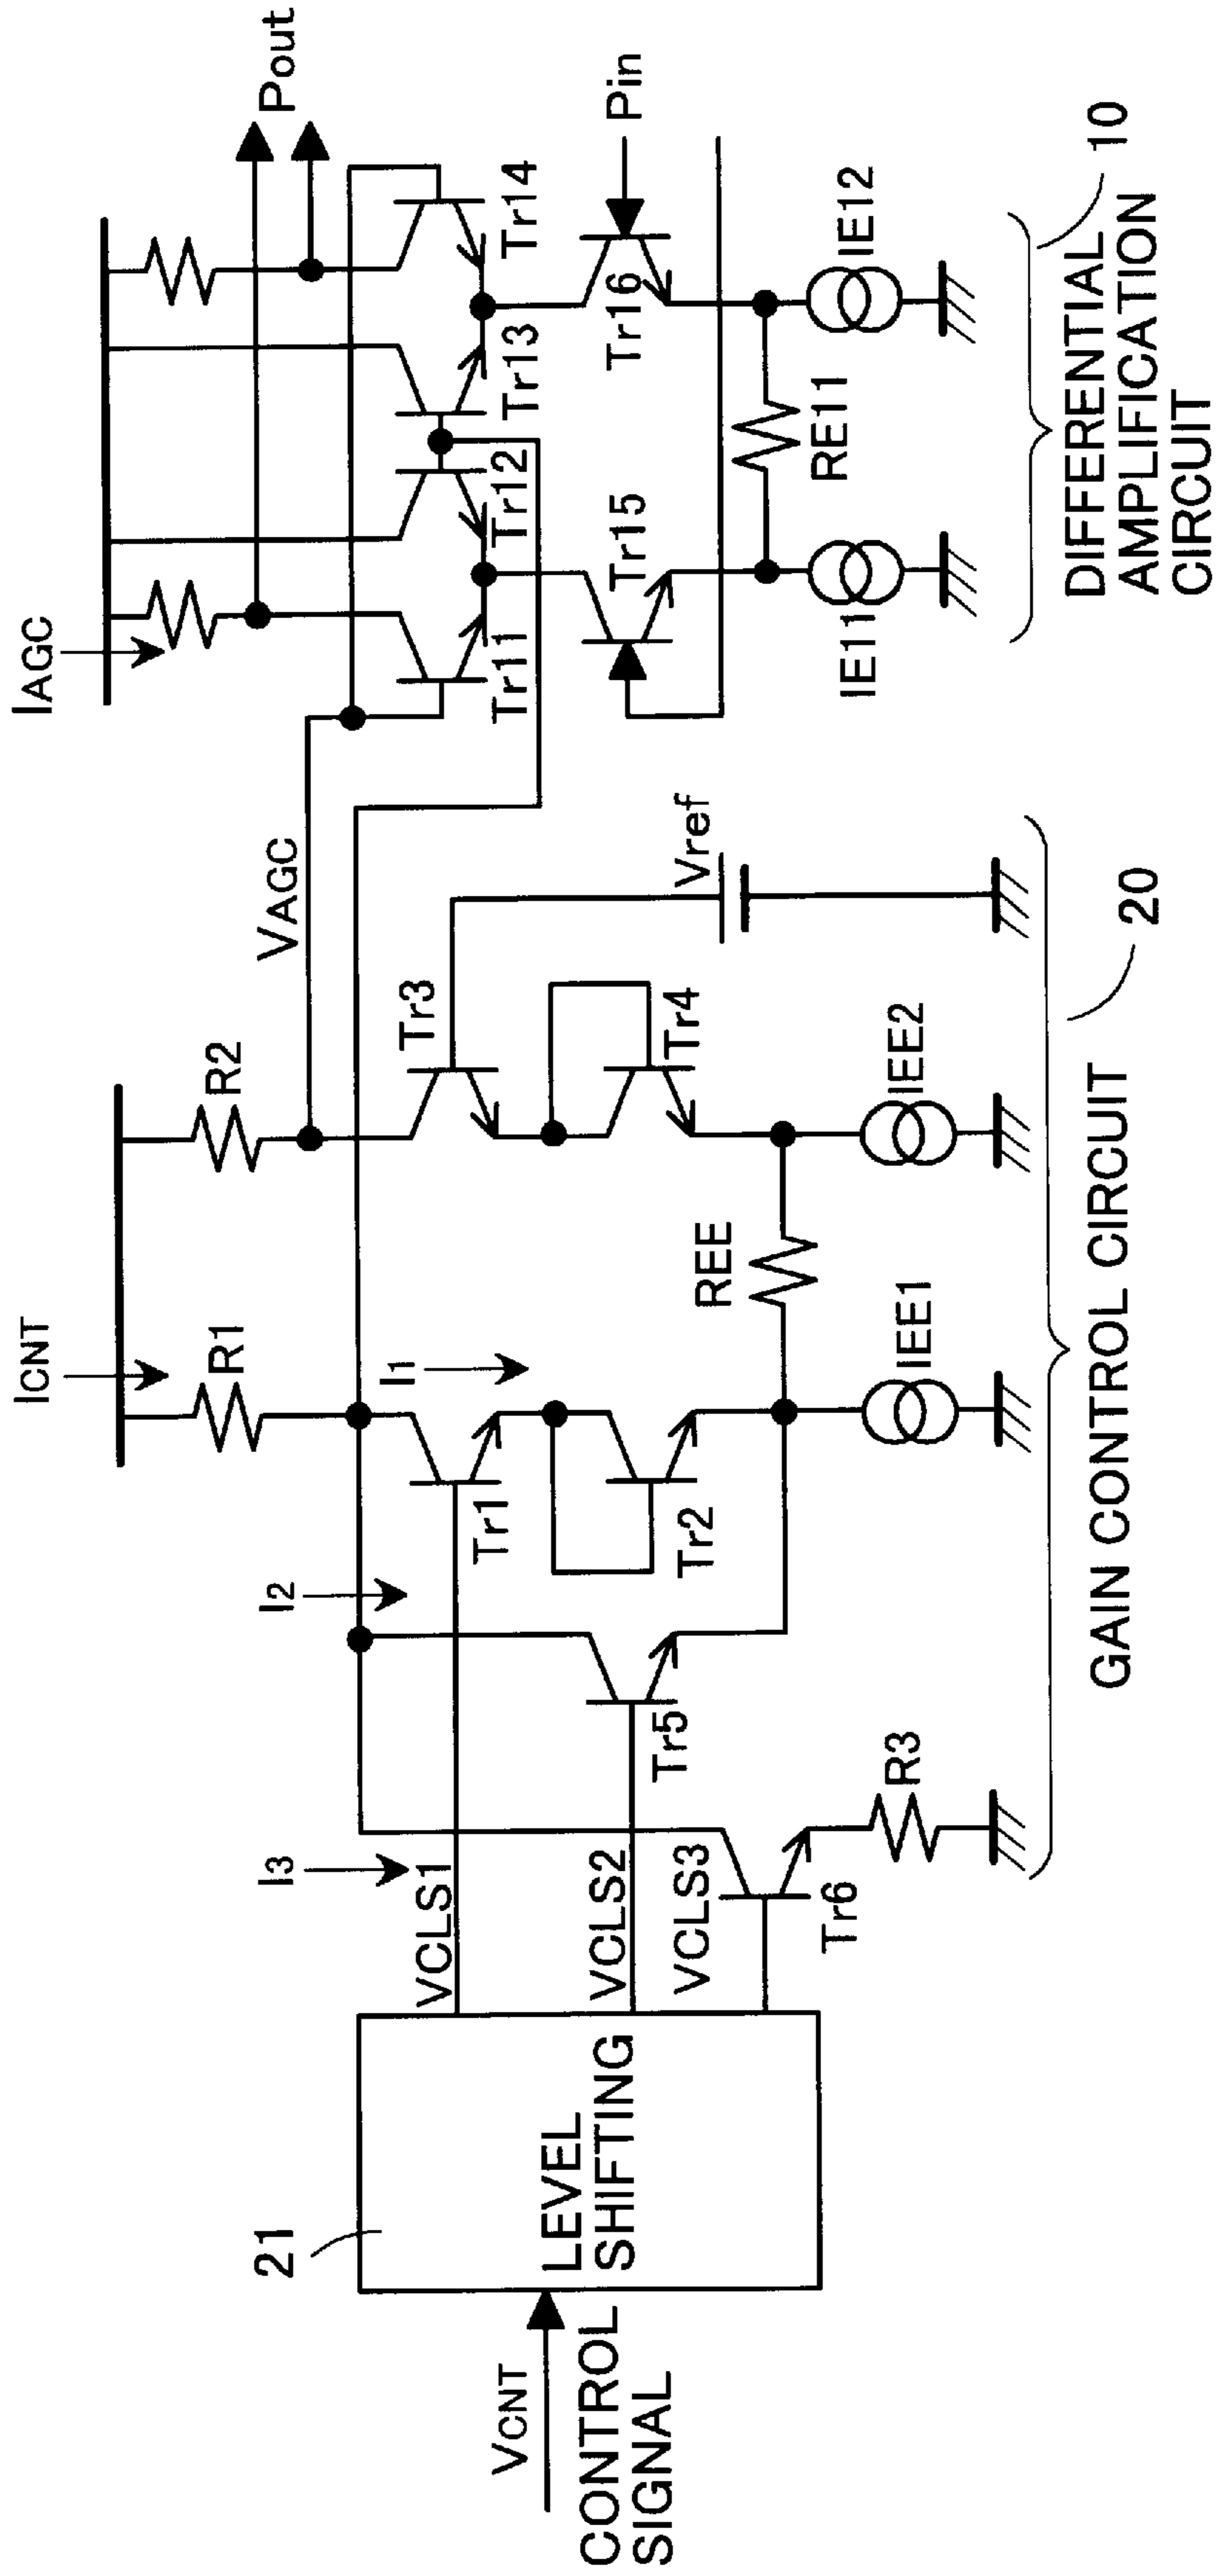 VCNT
CONTROL
SIGNAL
21
LEVEL
SHIFTING
VCLS1
VCLS2
VCLS3
I3
I2
I1
ICNT
R1
R2
R3
Tr1
Tr2
Tr3
Tr4
Tr5
Tr6
REE
IEE1
IEE2
Vref
VAGC
GAIN CONTROL CIRCUIT
20
IAGC
Pout
Tr11
Tr12
Tr13
Tr14
Tr15
Tr16
Pin
RE11
IE11
IE12
DIFFERENTIAL
AMPLIFICATION
CIRCUIT
10